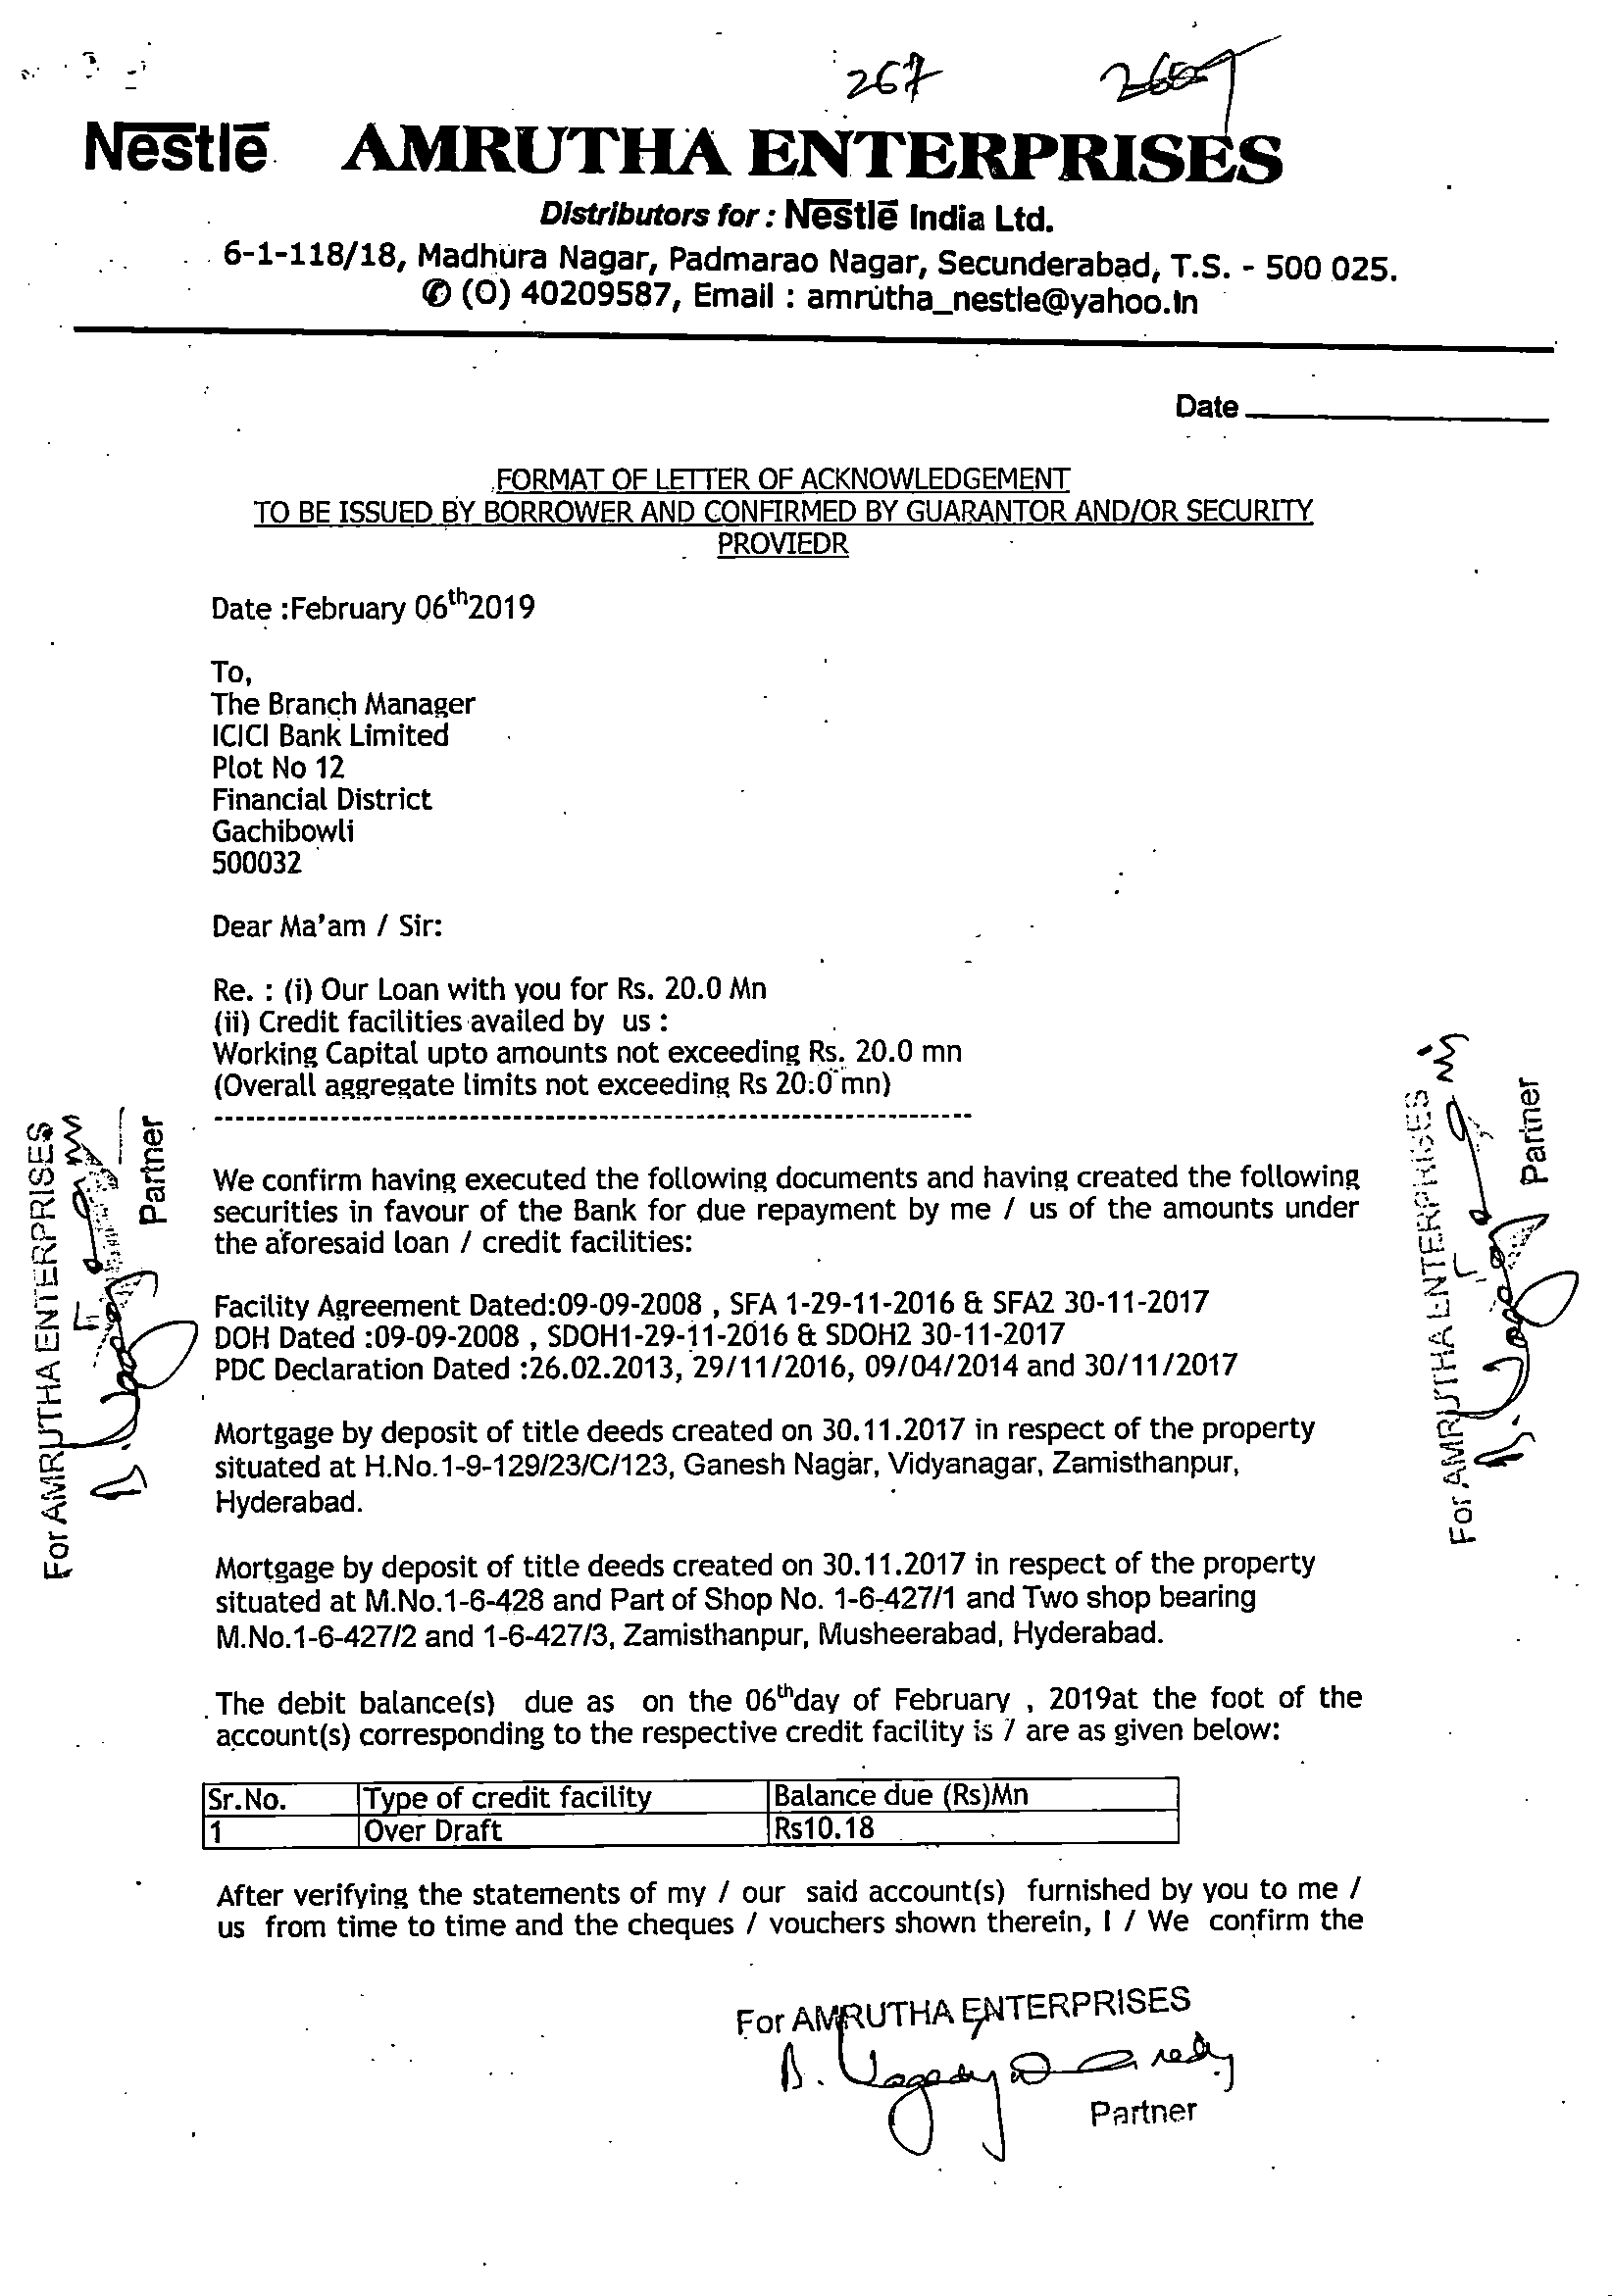 267
Nestlē AMRUTHA ENTERPRISES
Distributors for : Nestlē India Ltd.
6-1-118/18, Madhura Nagar, Padmarao Nagar, Secunderabad, T.S. - 500 025.
✆ (O) 40209587, Email : amrutha_nestle@yahoo.in
Date
FORMAT OF LETTER OF ACKNOWLEDGEMENT
TO BE ISSUED BY BORROWER AND CONFIRMED BY GUARANTOR AND/OR SECURITY
PROVIEDR
Date :February 06th2019
To,
The Branch Manager
ICICI Bank Limited
Plot No 12
Financial District
Gachibowli
500032
Dear Ma'am / Sir:
Re. : (i) Our Loan with you for Rs. 20.0 Mn
(ii) Credit facilities availed by us :
Working Capital upto amounts not exceeding Rs. 20.0 mn
(Overall aggregate limits not exceeding Rs 20.0 mn)
We confirm having executed the following documents and having created the following
securities in favour of the Bank for due repayment by me / us of the amounts under
the aforesaid loan / credit facilities:
Facility Agreement Dated:09-09-2008 , SFA 1-29-11-2016 & SFA2 30-11-2017
DOH Dated :09-09-2008 , SDOH1-29-11-2016 & SDOH2 30-11-2017
PDC Declaration Dated :26.02.2013, 29/11/2016, 09/04/2014 and 30/11/2017
Mortgage by deposit of title deeds created on 30.11.2017 in respect of the property
situated at H.No.1-9-129/23/C/123, Ganesh Nagar, Vidyanagar, Zamisthanpur,
Hyderabad.
Mortgage by deposit of title deeds created on 30.11.2017 in respect of the property
situated at M.No.1-6-428 and Part of Shop No. 1-6-427/1 and Two shop bearing
M.No.1-6-427/2 and 1-6-427/3, Zamisthanpur, Musheerabad, Hyderabad.
The debit balance(s) due as on the 06thday of February , 2019at the foot of the
account(s) corresponding to the respective credit facility is / are as given below:
Sr.No. Type of credit facility Balance due (Rs)Mn
1 Over Draft Rs10.18
After verifying the statements of my / our said account(s) furnished by you to me /
us from time to time and the cheques / vouchers shown therein, I / We confirm the
For AMRUTHA ENTERPRISES
Partner
For AMRUTHA ENTERPRISES
Partner
For AMRUTHA ENTERPRISES
Partner